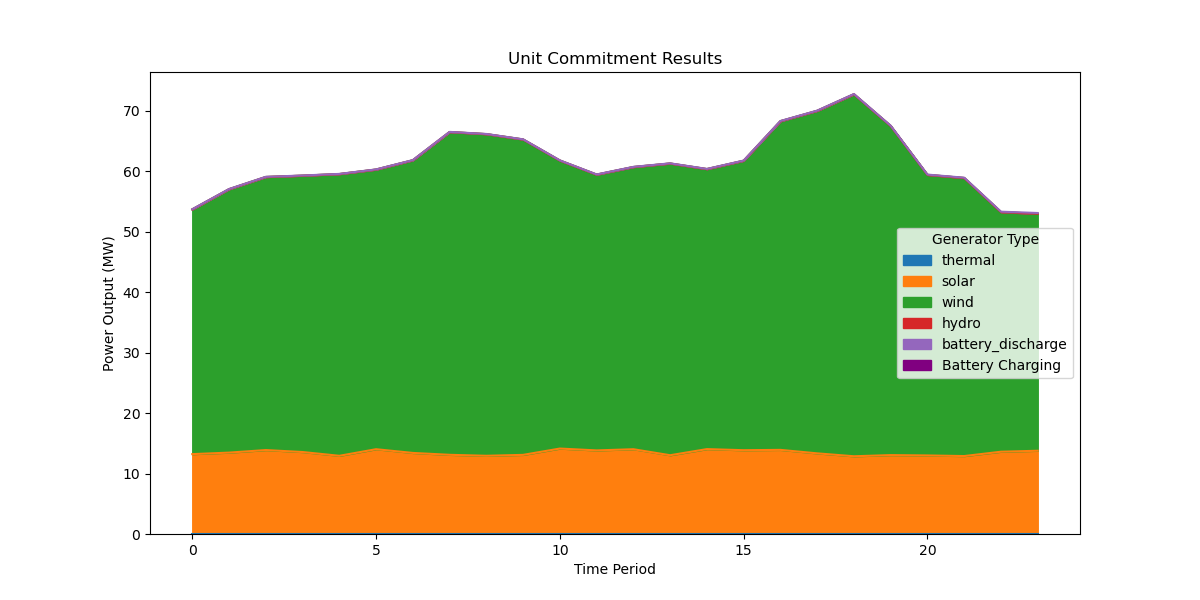 Unit Commitment Results
Power Output (MW)
70
60
50
40
30
20
10
0
0 5 10 15 20
Time Period
Generator Type
thermal
solar
wind
hydro
battery_discharge
Battery Charging